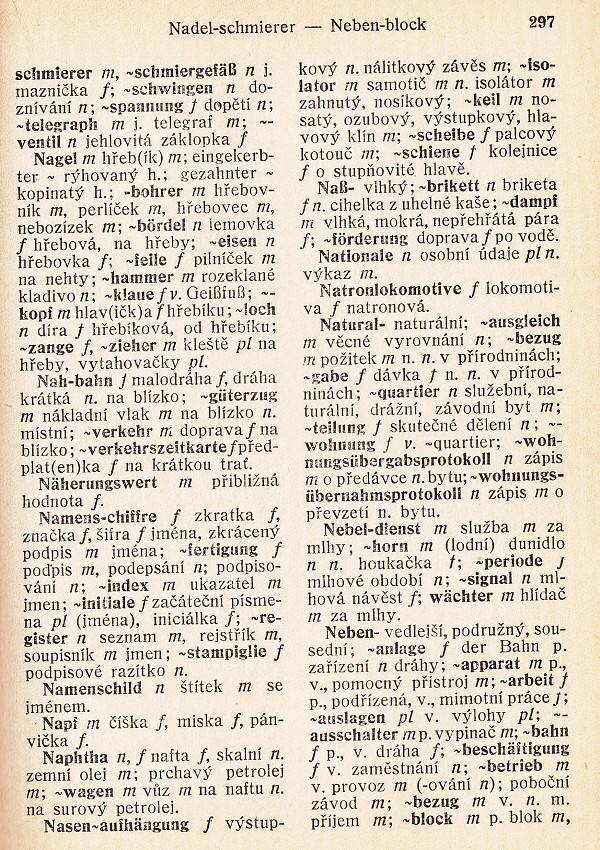 Nadel-schmierer — Neben-block 297
schmierer m, ~schmiergefäß n j.
maznička f; ~schwingen n do-
znívání n; ~spannung f dopětí n;
~telegraph m j. telegraf m; ~-
ventil n jehlovitá záklopka f
Nagel m hřeb(ík) m; eingekerb-
ter ~ rýhovaný h.; gezahnter ~
kopinatý h.; -bohrer m hřebov-
ník m, perlíček m, hřebovec m,
nebozízek m; ~bördel n lemovka
f hřebová, na hřeby; ~eisen n
hřebovka f; ~feile f pilníček m
na nehty; ~hammer m rozeklané
kladivo n; ~klaue f v. Geißfuß; ~-
kopf m hlav(ičk)a f hřebíku; ~loch
n díra f hřebíková, od hřebíku;
~zange f, ~zieher m kleště pl na
hřeby, vytahovačky pl.
Nah-bahn f malodráha f, dráha
krátká n. na blízko; ~güterzug
m nákladní vlak m na blízko n.
místní; ~verkehr m doprava f na
blízko; ~verkehrszeitkarte f před-
plat(en)ka f na krátkou trať.
Näherungswert m přibližná
hodnota f.
Namens-chiffre f zkratka f,
značka f, šifra f jména, zkrácený
podpis m jména; ~fertigung f
podpis m, podepsání n; podpiso-
vání n; ~index m ukazatel m
jmen; ~initiale f začáteční písme-
na pl (jména), iniciálka f; ~re-
gister n seznam m, rejstřík m,
soupisník m jmen; ~stampiglie f
podpisové razítko n.
Namenschild n štítek m se
jménem.
Napf m číška f, miska f, pán-
vička f.
Naphtha n, f nafta f, skalní n.
zemní olej m; prchavý petrolej
m; ~wagen m vůz m na naftu n.
na surový petrolej.
Nasen~aufhängung f výstup-
kový n. nálitkový závěs m; ~iso-
lator m samotič m n. isolátor m
zahnutý, nosíkový; ~keil m no-
satý, ozubový, výstupkový, hla-
vový klín m; ~scheibe f palcový
kotouč m; ~schiene f kolejnice
f o stupňovité hlavě.
Naß- vlhký; ~brikett n briketa
f n. cihelka z uhelné kaše; ~dampf
m vlhká, mokrá, nepřehřátá pára
f; ~förderung doprava f po vodě.
Nationale n osobní údaje pl n.
výkaz m.
Natronlokomotive f lokomoti-
va f natronová.
Natural- naturální; ~ausgleich
m věcné vyrovnání n; ~bezug
m požitek m n. n. v přírodninách;
~gabe f dávka f n. n. v přírod-
ninách; ~quartier n služební, na-
turální, drážní, závodní byt m;
~teilung f skutečné dělení n; ~-
wohnung f v. ~quartier; ~woh-
nungsübergabsprotokoll n zápis
m o předávce n. bytu; ~wohnungs-
übernahmsprotokoll n zápis m o
převzetí n. bytu.
Nebel-dienst m služba m za
mlhy; ~horn m (lodní) dunidlo
n n. houkačka f; ~periode f
mlhové období n; ~signal n ml-
hová návěst f; wächter m hlídač
m za mlhy.
Neben- vedlejší, podružný, sou-
sední; ~anlage f der Bahn p.
zařízení n dráhy; ~apparat m p.,
v., pomocný přístroj m; ~arbeit f
p., podřízená, v., mimotní práce f;
~auslagen pl v. výlohy pl; ~-
ausschalter m p. vypínač m; ~bahn
f p., v. dráha f; ~beschäftigung
f v. zaměstnání n; ~betrieb m
v. provoz m (-ování n); poboční
závod m; ~bezug m v. n. m.
příjem m; ~block m p. blok m,